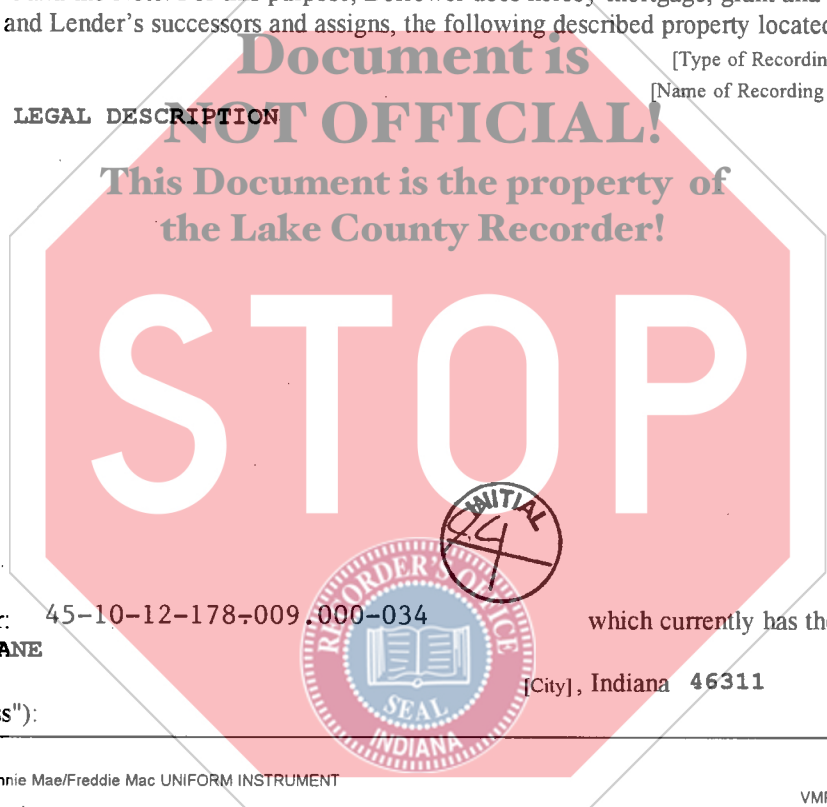 and Lender's successors and assigns, the following described property located
Document is
[Type of Recordin
[Name of Recording
LEGAL DESCRIPTION
NOT OFFICIAL!
This Document is the property of
the Lake County Recorder!
STOP
INITIAL
r: 45-10-12-178-009.000-034 which currently has the
ANE
RECORDER'S OFFICE
[City], Indiana 46311
SEAL
s"):
INDIANA
nnie Mae/Freddie Mac UNIFORM INSTRUMENT
VMP